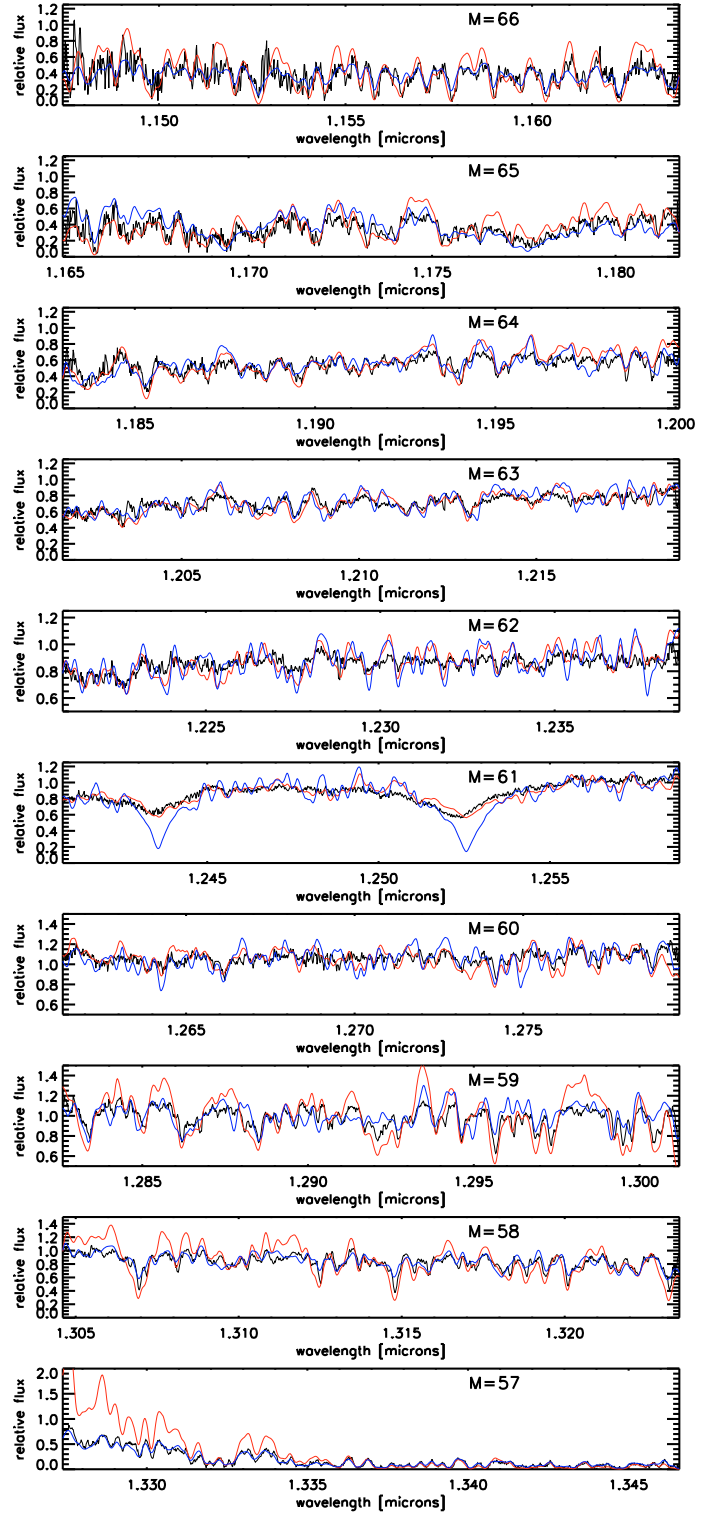 relative flux
1.2
1.0
0.8
0.6
0.4
0.2
0.0
M=66
1.150 1.155 1.160
wavelength [microns]
relative flux
1.2
1.0
0.8
0.6
0.4
0.2
0.0
M=65
1.165 1.170 1.175 1.180
wavelength [microns]
relative flux
1.2
1.0
0.8
0.6
0.4
0.2
0.0
M=64
1.185 1.190 1.195 1.200
wavelength [microns]
relative flux
1.2
1.0
0.8
0.6
0.4
0.2
0.0
M=63
1.205 1.210 1.215
wavelength [microns]
relative flux
1.2
1.0
0.8
0.6
M=62
1.225 1.230 1.235
wavelength [microns]
relative flux
1.2
1.0
0.8
0.6
0.4
0.2
0.0
M=61
1.245 1.250 1.255
wavelength [microns]
relative flux
1.4
1.2
1.0
0.8
0.6
M=60
1.265 1.270 1.275
wavelength [microns]
relative flux
1.4
1.2
1.0
0.8
0.6
M=59
1.285 1.290 1.295 1.300
wavelength [microns]
relative flux
1.4
1.2
1.0
0.8
0.6
0.4
0.2
0.0
M=58
1.305 1.310 1.315 1.320
wavelength [microns]
relative flux
2.0
1.5
1.0
0.5
0.0
M=57
1.330 1.335 1.340 1.345
wavelength [microns]